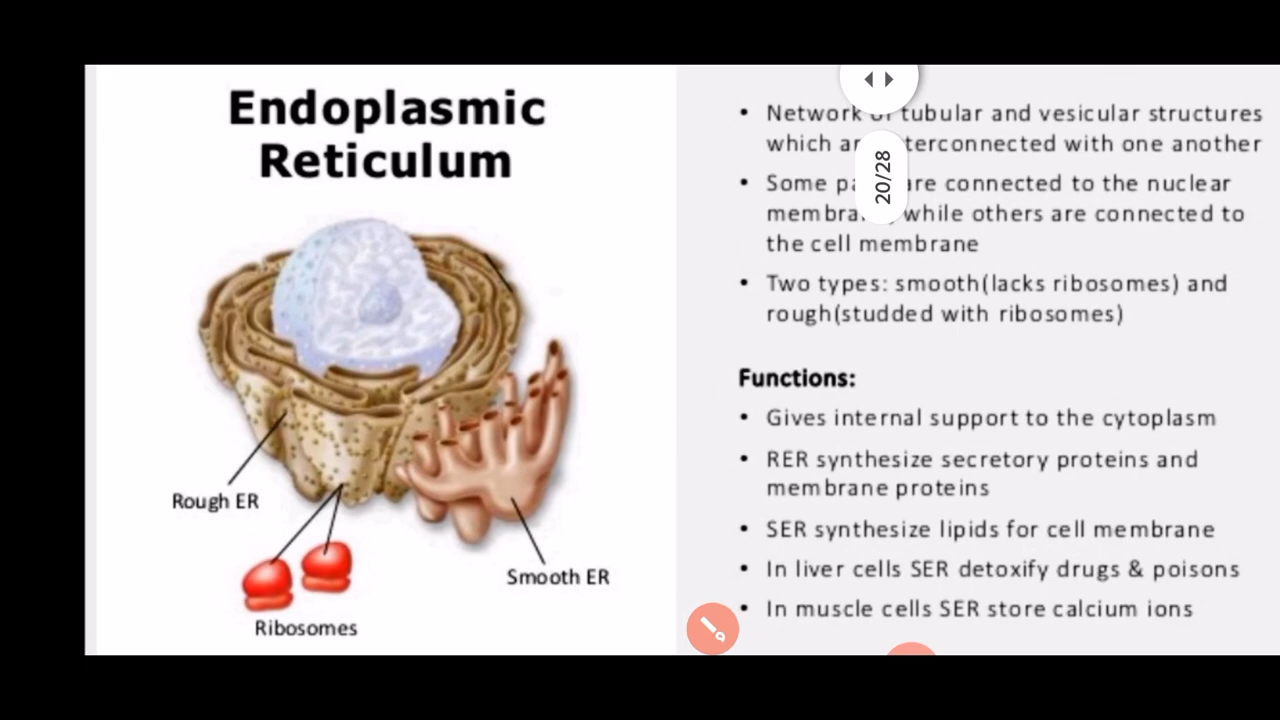 Endoplasmic
Reticulum
Rough ER
Ribosomes
Smooth ER
20/28
• Network tubular and vesicular structures
which interconnected with one another
• Some are connected to the nuclear
while others are connected to
the cell membrane
• Two types: smooth(lacks ribosomes) and
rough(studded with ribosomes)
Functions:
• Gives internal support to the cytoplasm
• RER synthesize secretory proteins and
membrane proteins
• SER synthesize lipids for cell membrane
• In liver cells SER detoxify drugs & poisons
• In muscle cells SER store calcium ions